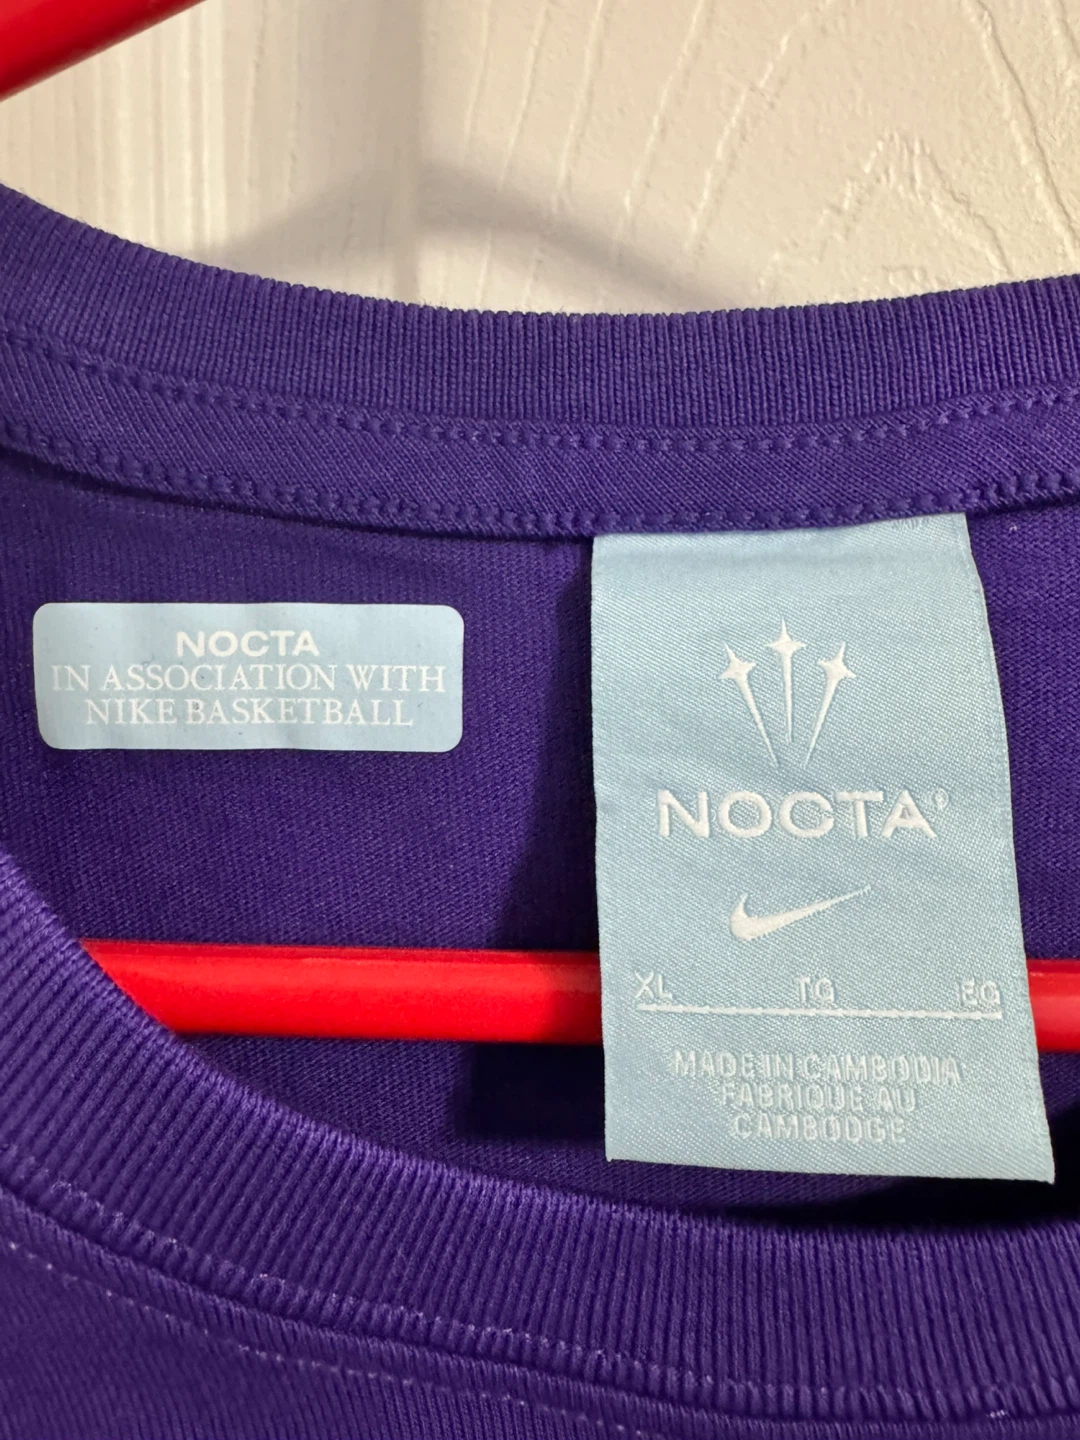 NOCTA
IN ASSOCIATION WITH
NIKE BASKETBALL
NOCTA®
XL TG EG
MADE IN CAMBODIA
FABRIQUE AU
CAMBODGE